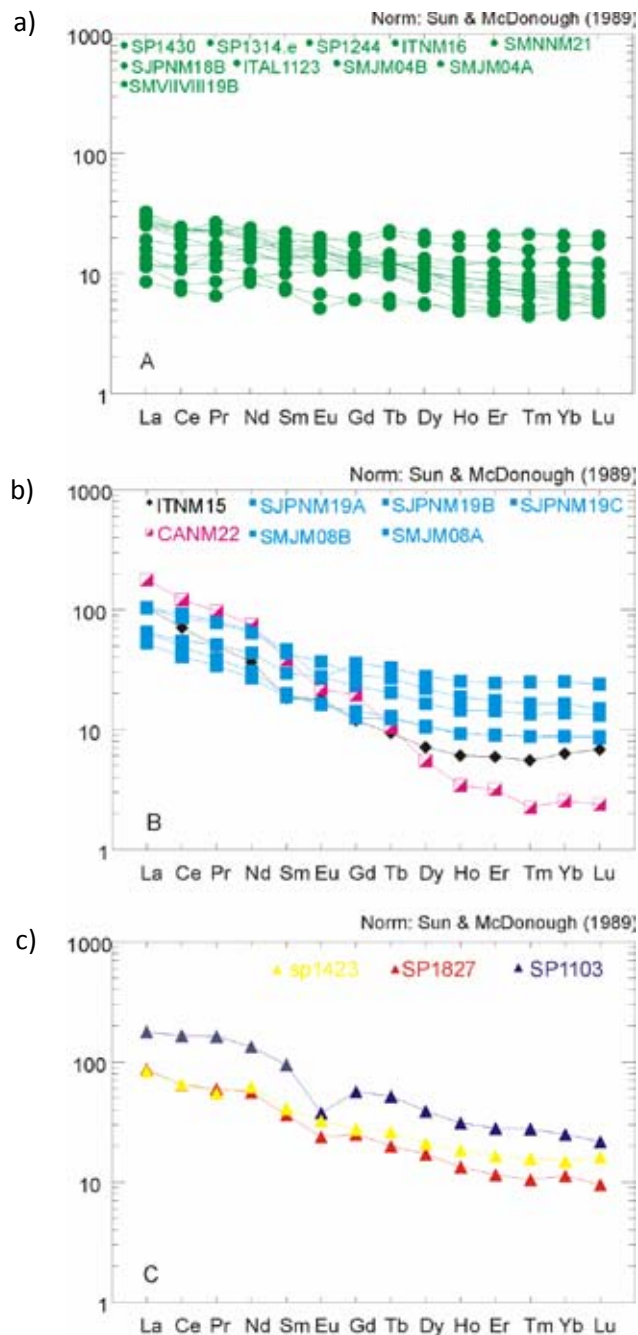 a)
Norm: Sun & McDonough (1989)
1000
SP1430 SP1314.e SP1244 ITNM16 SMNNM21
SJPNM18B ITAL1123 SMJM04B SMJM04A
SMVIIVIII19B
100
10
A
1
La Ce Pr Nd Sm Eu Gd Tb Dy Ho Er Tm Yb Lu
b)
Norm: Sun & McDonough (1989)
1000
ITNM15 SJPNM19A SJPNM19B SJPNM19C
CANM22 SMJM08B SMJM08A
100
10
B
1
La Ce Pr Nd Sm Eu Gd Tb Dy Ho Er Tm Yb Lu
c)
Norm: Sun & McDonough (1989)
1000
sp1423 SP1827 SP1103
100
10
C
1
La Ce Pr Nd Sm Eu Gd Tb Dy Ho Er Tm Yb Lu